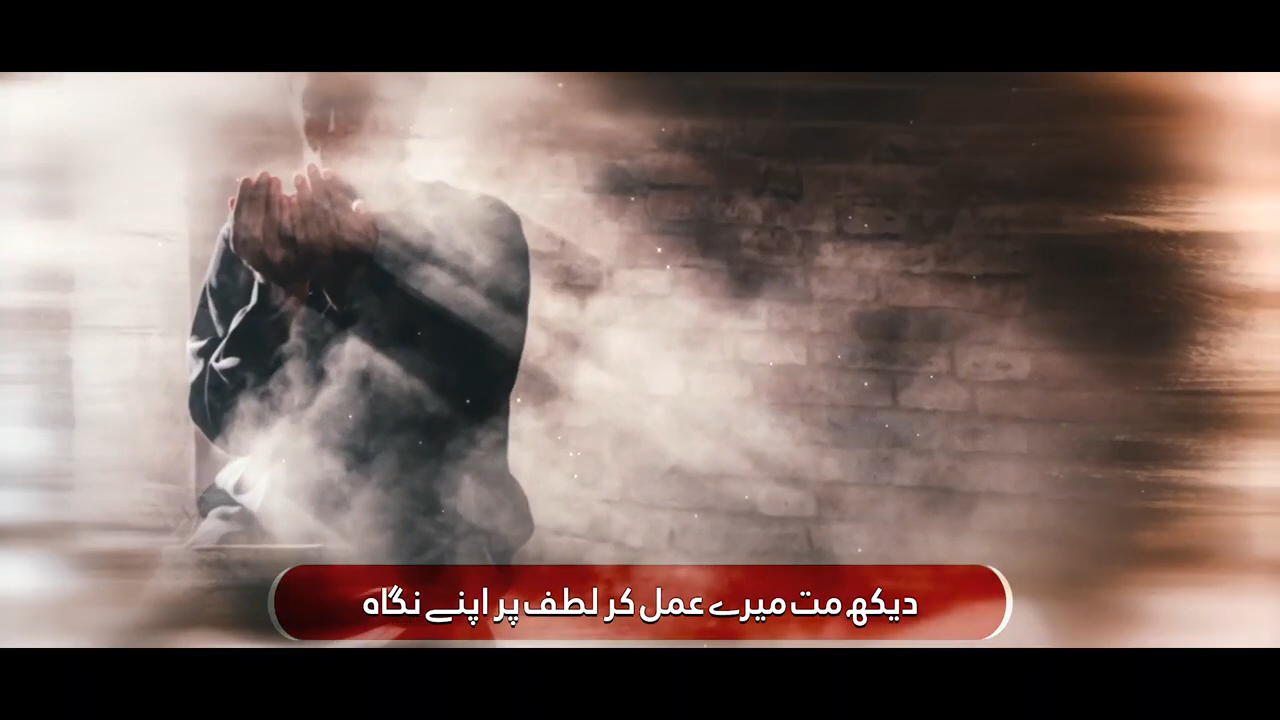 دیکھ مت میرے عمل کر لطف پر اپنے نگاہ